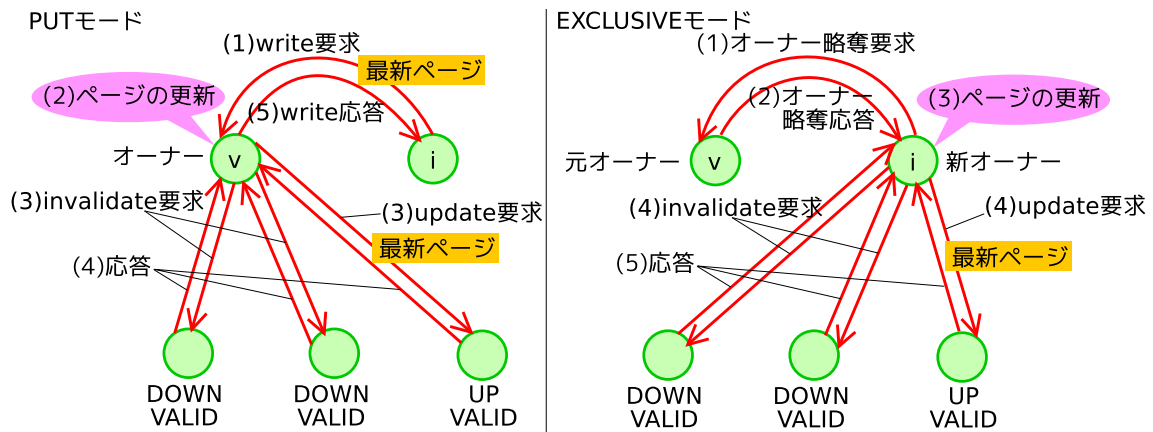 PUTモード
(1)write要求
最新ページ
(2)ページの更新
(5)write応答
オーナー
v
i
(3)invalidate要求
(3)update要求
最新ページ
(4)応答
DOWN
VALID
DOWN
VALID
UP
VALID
EXCLUSIVEモード
(1)オーナー略奪要求
(2)オーナー
略奪応答
(3)ページの更新
元オーナー
v
i
新オーナー
(4)invalidate要求
(4)update要求
最新ページ
(5)応答
DOWN
VALID
DOWN
VALID
UP
VALID